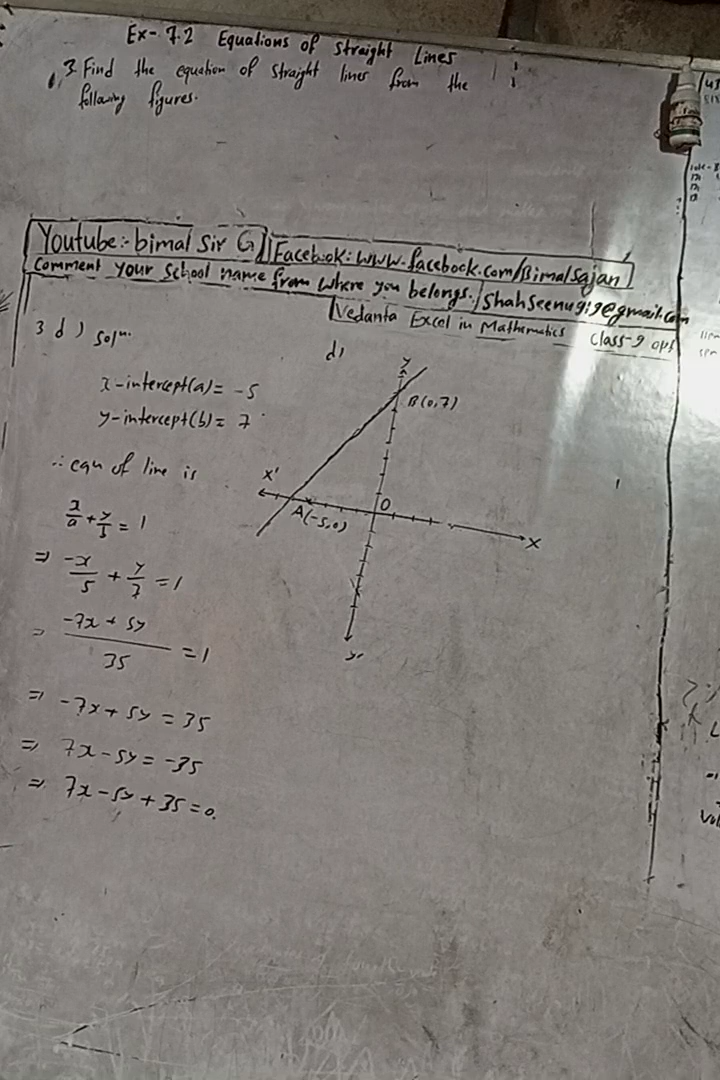 Ex-7.2 Equations of Straight Lines
3. Find the equation of straight lines from the
following figures.
Youtube:- bimal Sir G
Facebook: www.facebook.com/Bimalsajan
Comment your School name from where you belongs.
Shahseenugig@gmail.com
Vedanta Excel in Mathematics Class-9 opt
3 d ) Solⁿ.
x-intercept(a) = -5
y-intercept(b) = 7
∴ eqn of line is
x/a + y/b = 1
⇒ -x/5 + y/7 = 1
⇒ -7x + 5y / 35 = 1
⇒ -7x + 5y = 35
⇒ 7x - 5y = -35
⇒ 7x - 5y + 35 = 0.
d)
Y
B(0,7)
X'
A(-5,0)
O
X
Y'